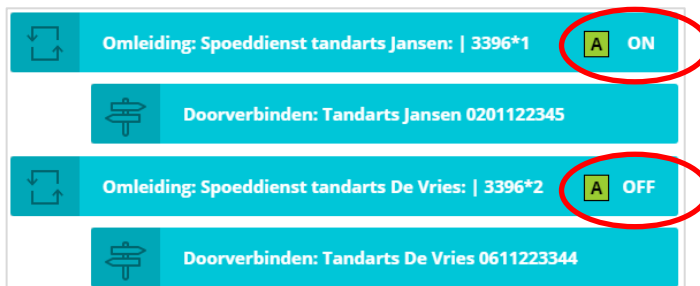 Omleiding: Spoeddienst tandarts Jansen: | 3396*1 A ON
Doorverbinden: Tandarts Jansen 0201122345
Omleiding: Spoeddienst tandarts De Vries: | 3396*2 A OFF
Doorverbinden: Tandarts De Vries 0611223344